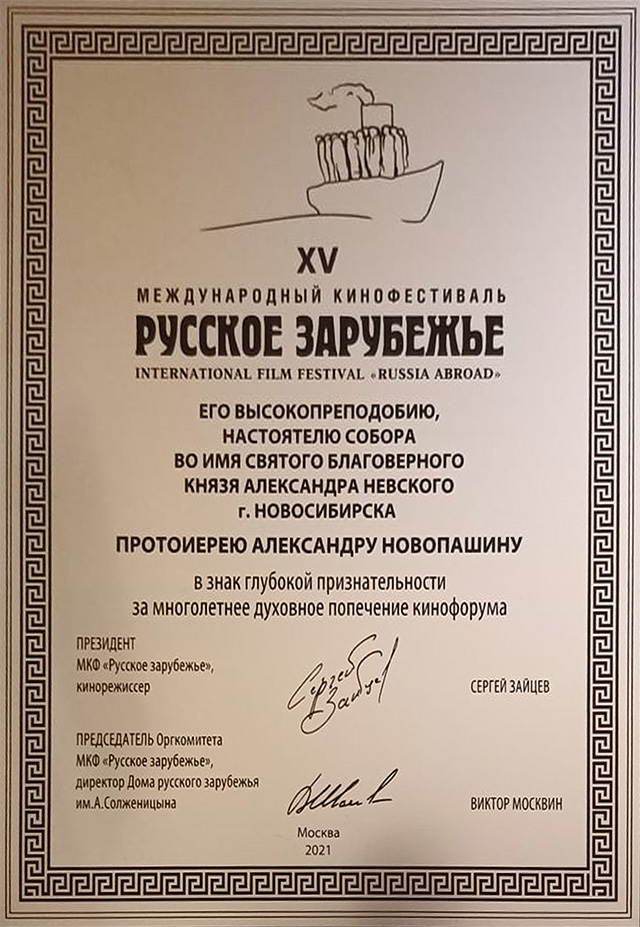 XV
МЕЖДУНАРОДНЫЙ КИНОФЕСТИВАЛЬ
РУССКОЕ ЗАРУБЕЖЬЕ
INTERNATIONAL FILM FESTIVAL «RUSSIA ABROAD»
ЕГО ВЫСОКОПРЕПОДОБИЮ,
НАСТОЯТЕЛЮ СОБОРА
ВО ИМЯ СВЯТОГО БЛАГОВЕРНОГО
КНЯЗЯ АЛЕКСАНДРА НЕВСКОГО
г. НОВОСИБИРСКА
ПРОТОИЕРЕЮ АЛЕКСАНДРУ НОВОПАШИНУ
в знак глубокой признательности
за многолетнее духовное попечение кинофорума
ПРЕЗИДЕНТ
МКФ «Русское зарубежье»,
кинорежиссер
Сергей Зайцев
СЕРГЕЙ ЗАЙЦЕВ
ПРЕДСЕДАТЕЛЬ Оргкомитета
МКФ «Русское зарубежье»,
директор Дома русского зарубежья
им.А.Солженицына
ВИКТОР МОСКВИН
Москва
2021